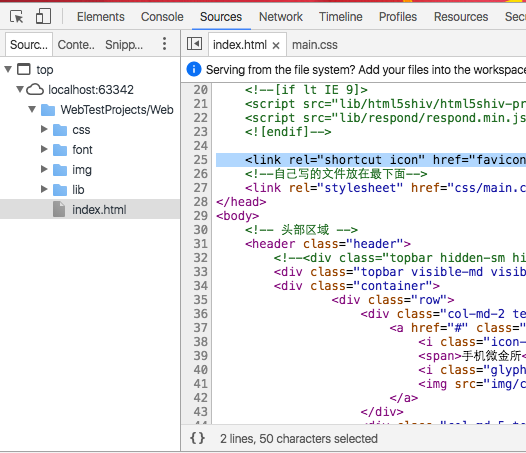 Elements Console Sources Network Timeline Profiles Resources Sec
Sourc... Conte... Snipp...
index.html × main.css
Serving from the file system? Add your files into the workspace
top
localhost:63342
WebTestProjects/Web
css
font
img
lib
index.html
20 <!--[if lt IE 9]>
21 <script src="lib/html5shiv/html5shiv-pr
22 <script src="lib/respond/respond.min.js
23 <![endif]-->
24
25 <link rel="shortcut icon" href="favicon
26 <!--自己写的文件放在最下面-->
27 <link rel="stylesheet" href="css/main.c
28 </head>
29 <body>
30 <!-- 头部区域 -->
31 <header class="header">
32 <!--<div class="topbar hidden-sm hi
33 <div class="topbar visible-md visib
34 <div class="container">
35 <div class="row">
36 <div class="col-md-2 te
37 <a href="#" class="
38 <i class="icon-
39 <span>手机微金所<
40 <i class="glyph
41 <img src="img/c
42 </a>
43 </div>
44 <div class="col-md-5 te
{} 2 lines, 50 characters selected